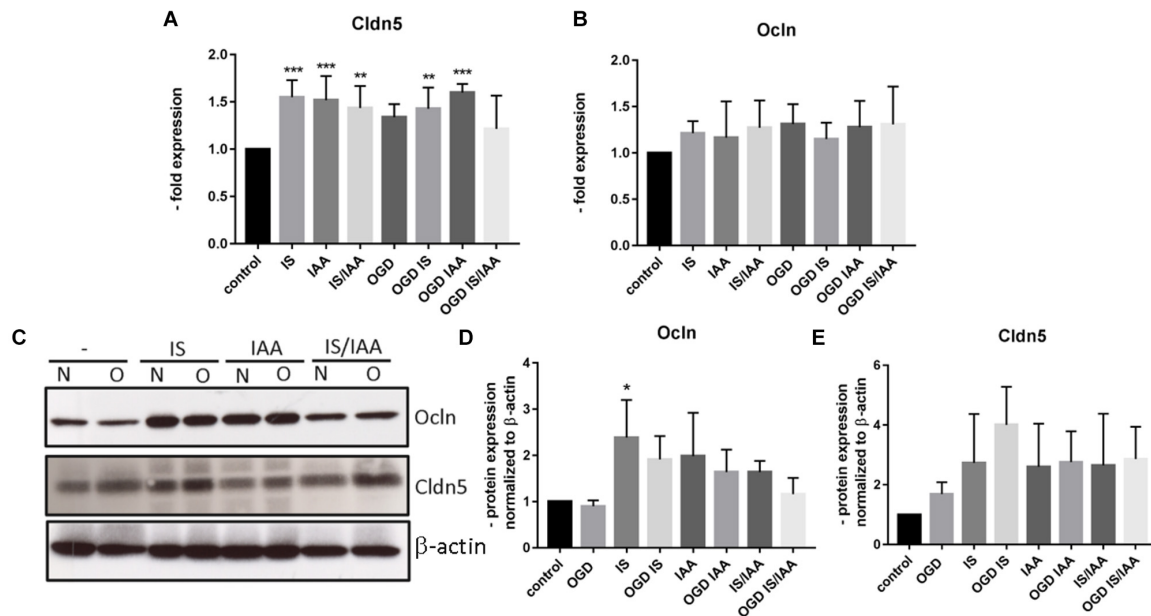 A
Cldn5
- fold expression
2.0
1.5
1.0
0.5
0.0
*** *** ** ** ***
control IS IAA IS/IAA OGD OGD IS OGD IAA OGD IS/IAA
B
Ocln
- fold expression
2.0
1.5
1.0
0.5
0.0
control IS IAA IS/IAA OGD OGD IS OGD IAA OGD IS/IAA
C
- IS IAA IS/IAA
N O N O N O N O
Ocln
Cldn5
β-actin
D
Ocln
- protein expression
normalized to β-actin
4
3
2
1
0
*
control OGD IS OGD IS IAA OGD IAA IS/IAA OGD IS/IAA
E
Cldn5
- protein expression
normalized to β-actin
6
4
2
0
control OGD IS OGD IS IAA OGD IAA IS/IAA OGD IS/IAA